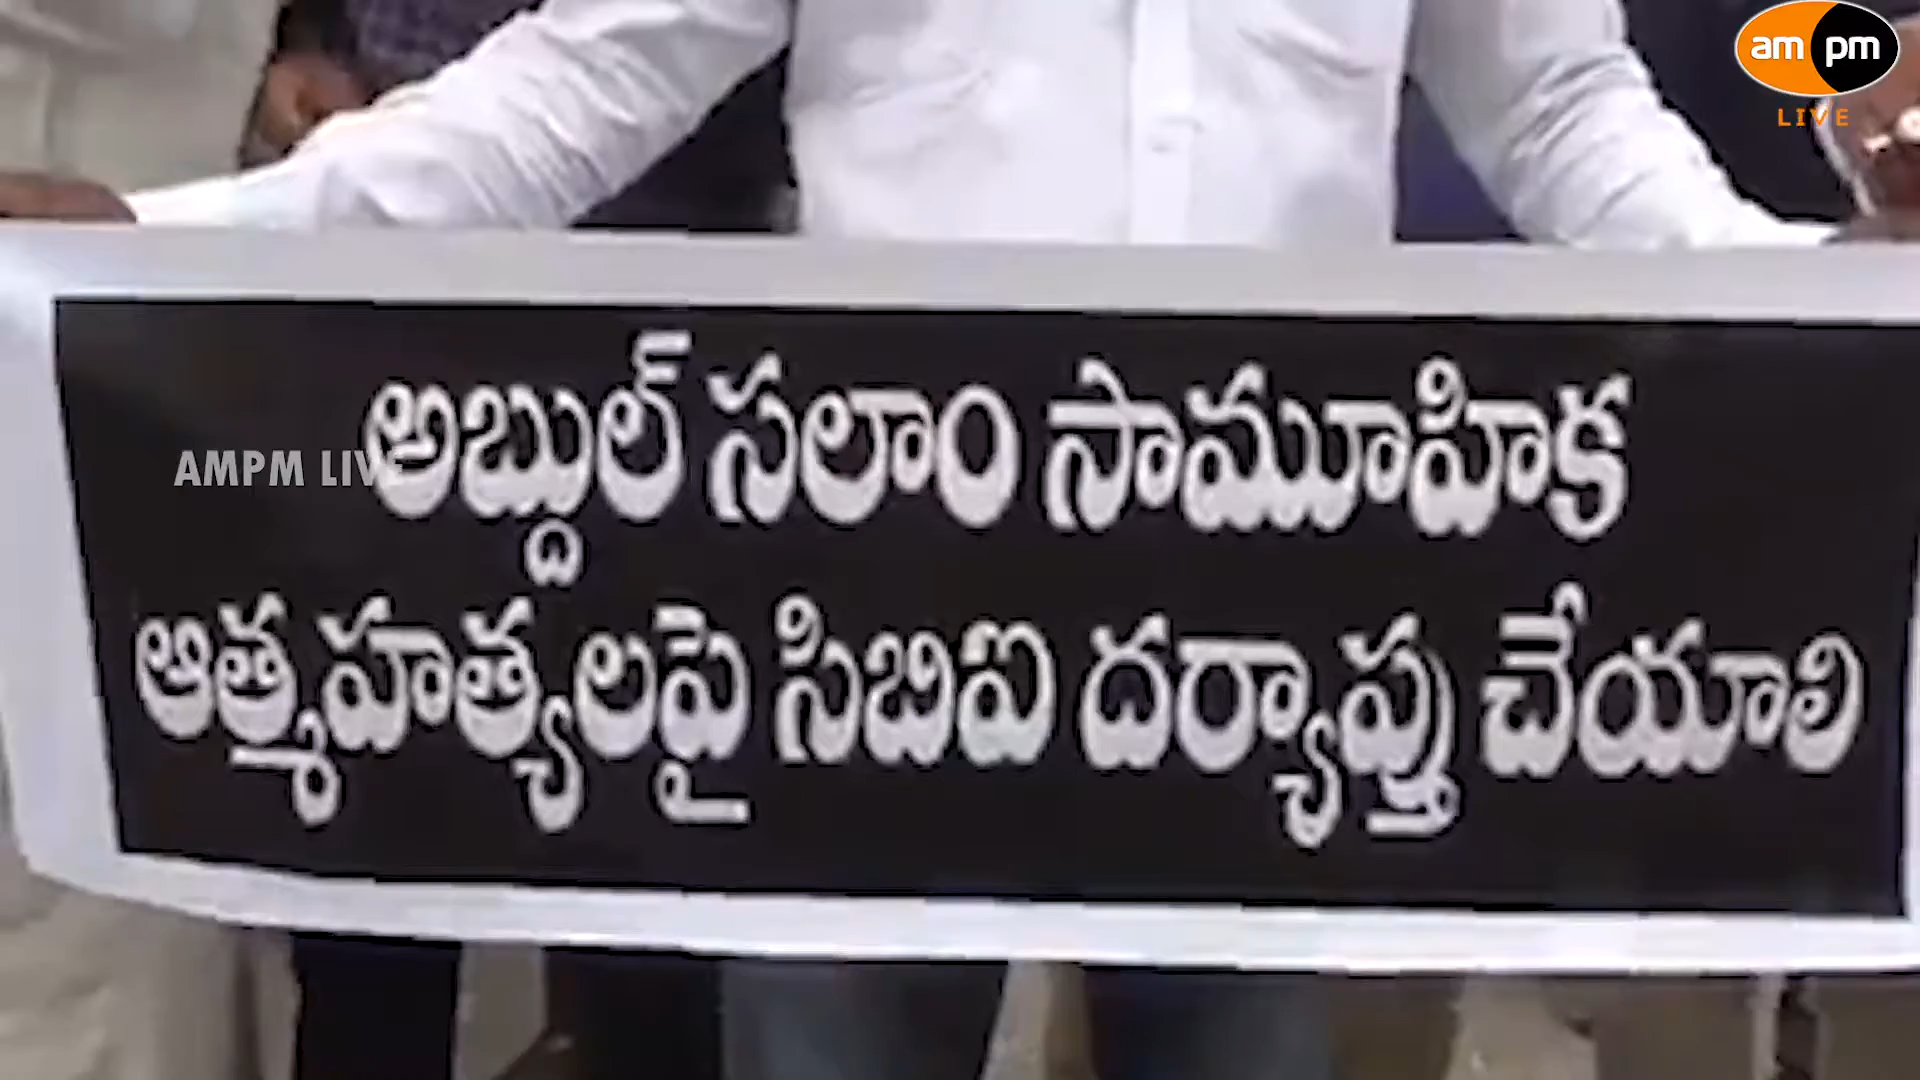 am pm
LIVE
AMPM LIVE
అబ్దుల్ సలాం సామూహిక
ఆత్మహత్యలపై సిబిఐ దర్యాప్తు చేయాలి